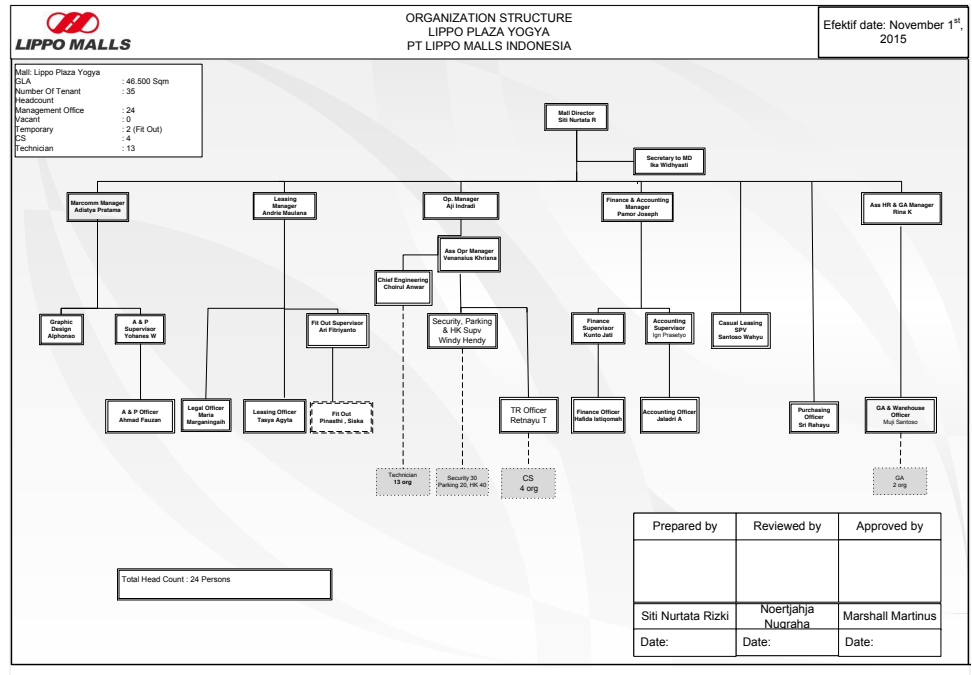 LIPPO MALLS
ORGANIZATION STRUCTURE
LIPPO PLAZA YOGYA
PT LIPPO MALLS INDONESIA
Efektif date: November 1st,
2015
Mall: Lippo Plaza Yogya
GLA : 46.500 Sqm
Number Of Tenant : 35
Headcount
Management Office : 24
Vacant : 0
Temporary : 2 (Fit Out)
CS : 4
Technician : 13
Mall Director
Siti Nurtata R
Secretary to MD
Ika Widhyasti
Marcomm Manager
Adistya Pratama
Leasing
Manager
Andrie Maulana
Op. Manager
Aji Indradi
Finance & Accounting
Manager
Pamor Joseph
Ass HR & GA Manager
Rina K
Ass Opr Manager
Venansius Khriana
Chief Engineering
Choirul Anwar
Graphic
Design
Alphonso
A & P
Supervisor
Yohanes W
Fit Out Supervisor
Ari Fitriyanto
Security, Parking
& HK Supv
Windy Hendy
Finance
Supervisor
Kunto Jati
Accounting
Supervisor
Ign Prasetyo
Casual Leasing
SPV
Santoso Wahyu
A & P Officer
Ahmad Fauzan
Legal Officer
Maria
Marganingsih
Leasing Officer
Tasya Agyta
Fit Out
Pinasthi , Siska
TR Officer
Retnayu T
Finance Officer
Hafida Istiqomah
Accounting Officer
Jaladri A
Purchasing
Officer
Sri Rahayu
GA & Warehouse
Officer
Muji Santoso
Technician
13 org
Security 30
Parking 20, HK 40
CS
4 org
GA
2 org
Total Head Count : 24 Persons
Prepared by Reviewed by Approved by
Siti Nurtata Rizki Noertjahja Nugraha Marshall Martinus
Date: Date: Date: